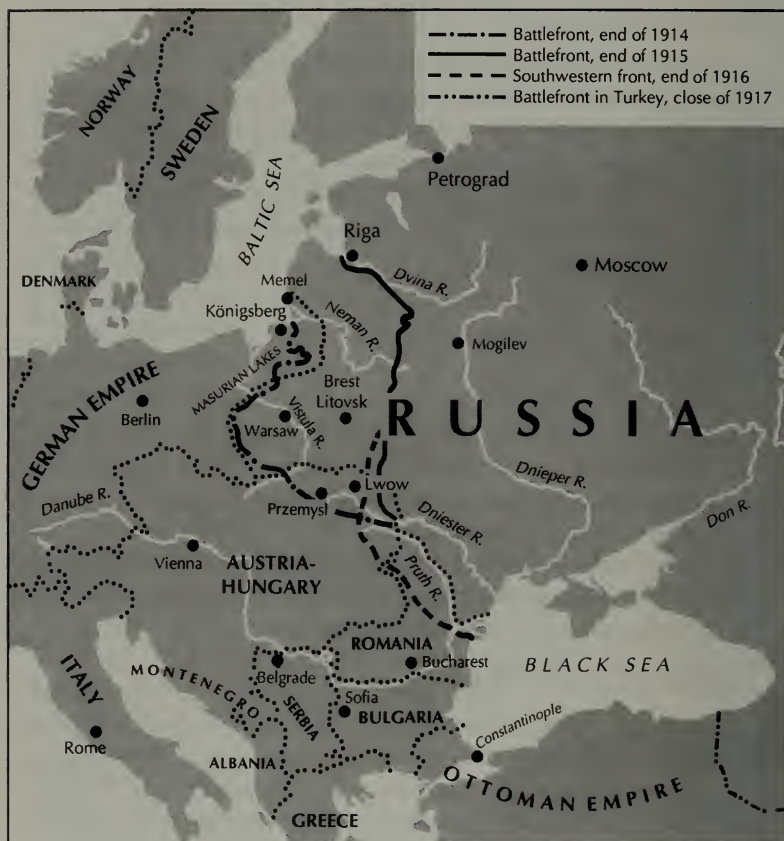 Battlefront, end of 1914
Battlefront, end of 1915
Southwestern front, end of 1916
Battlefront in Turkey, close of 1917
NORWAY
SWEDEN
BALTIC SEA
Petrograd
Riga
Moscow
DENMARK
Memel
Dvina R.
Königsberg
Neman R.
Mogilev
MASURIAN LAKES
GERMAN EMPIRE
Berlin
Brest
Litovsk
Vistula R.
Warsaw
RUSSIA
Lwow
Dnieper R.
Danube R.
Przemysl
Don R.
Dniester R.
Vienna
AUSTRIA-
HUNGARY
Pruth R.
ROMANIA
ITALY
MONTENEGRO
Belgrade
Bucharest
BLACK SEA
SERBIA
Sofia
BULGARIA
Constantinople
Rome
ALBANIA
OTTOMAN EMPIRE
GREECE